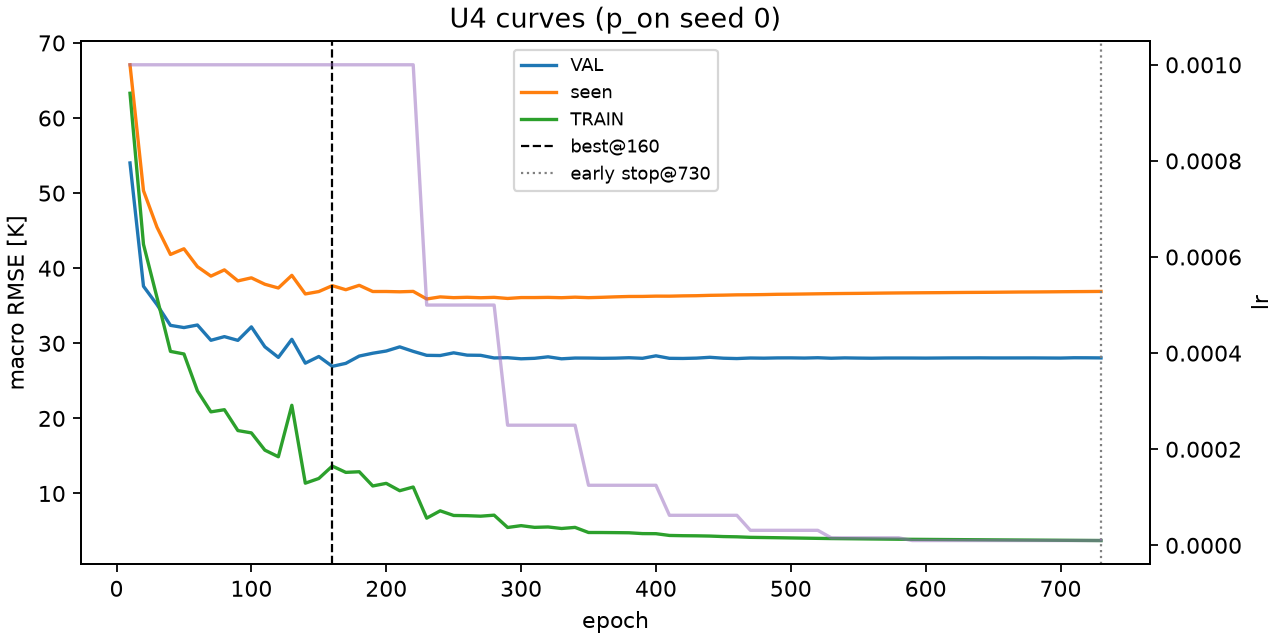 U4 curves (p_on seed 0)
70
60
50
40
30
20
10
macro RMSE [K]
VAL
seen
TRAIN
best@160
early stop@730
0.0010
0.0008
0.0006
0.0004
0.0002
0.0000
lr
0 100 200 300 400 500 600 700
epoch